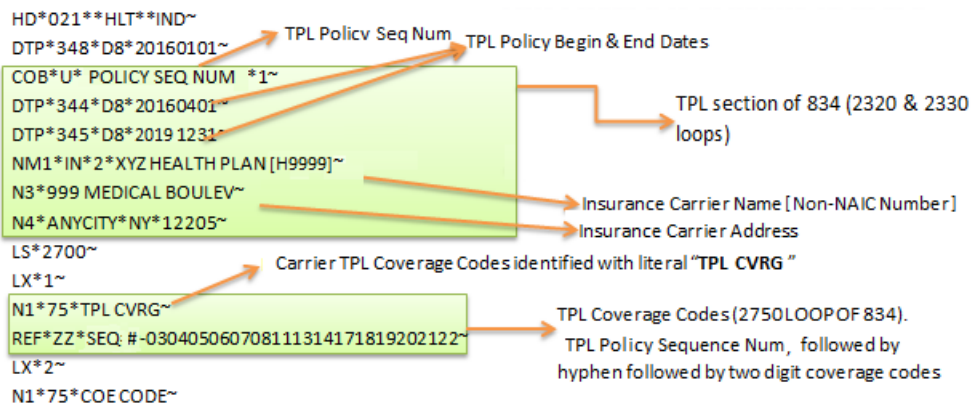 HD*021**HLT**IND~
DTP*348*D8*20160101~
TPL Policy Seq Num
TPL Policy Begin & End Dates
COB*U* POLICY SEQ NUM *1~
DTP*344*D8*20160401~
DTP*345*D8*2019 1231~
TPL section of 834 (2320 & 2330
loops)
NM1*IN*2*XYZ HEALTH PLAN [H9999]~
N3*999 MEDICAL BOULEV~
N4*ANYCITY*NY*12205~
Insurance Carrier Name [Non-NAIC Number]
Insurance Carrier Address
LS*2700~
Carrier TPL Coverage Codes identified with literal "TPL CVRG "
LX*1~
N1*75*TPL CVRG~
REF*ZZ*SEQ: #-030405060708111314171819202122~
TPL Coverage Codes (2750 LOOP OF 834).
TPL Policy Sequence Num, followed by
hyphen followed by two digit coverage codes
LX*2~
N1*75*COE CODE~